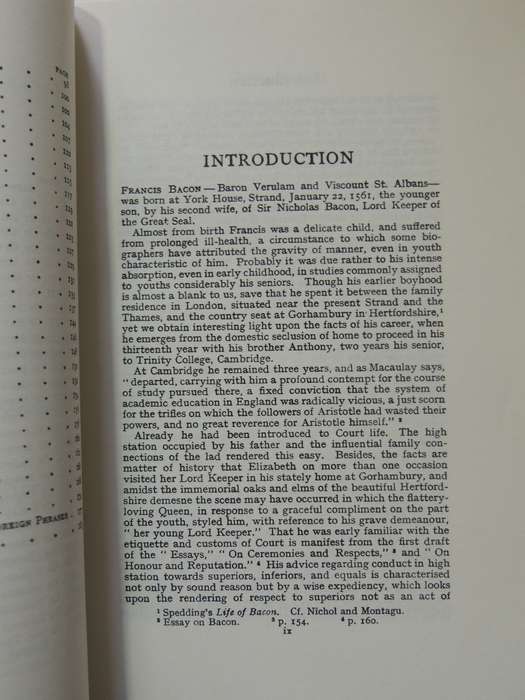 PAGE
INTRODUCTION
FRANCIS BACON — Baron Verulam and Viscount St. Albans—
was born at York House, Strand, January 22, 1561, the younger
son, by his second wife, of Sir Nicholas Bacon, Lord Keeper of
the Great Seal.
Almost from birth Francis was a delicate child, and suffered
from prolonged ill-health, a circumstance to which some bio-
graphers have attributed the gravity of manner, even in youth
characteristic of him. Probably it was due rather to his intense
absorption, even in early childhood, in studies commonly assigned
to youths considerably his seniors. Though his earlier boyhood
is almost a blank to us, save that he spent it between the family
residence in London, situated near the present Strand and the
Thames, and the country seat at Gorhambury in Hertfordshire,¹
yet we obtain interesting light upon the facts of his career, when
he emerges from the domestic seclusion of home to proceed in his
thirteenth year with his brother Anthony, two years his senior,
to Trinity College, Cambridge.
At Cambridge he remained three years, and as Macaulay says,
" departed, carrying with him a profound contempt for the course
of study pursued there, a fixed conviction that the system of
academic education in England was radically vicious, a just scorn
for the trifles on which the followers of Aristotle had wasted their
powers, and no great reverence for Aristotle himself." ²
Already he had been introduced to Court life. The high
station occupied by his father and the influential family con-
nections of the lad rendered this easy. Besides, the facts are
matter of history that Elizabeth on more than one occasion
visited her Lord Keeper in his stately home at Gorhambury, and
amidst the immemorial oaks and elms of the beautiful Hertford-
shire demesne the scene may have occurred in which the flattery-
loving Queen, in response to a graceful compliment on the part
of the youth, styled him, with reference to his grave demeanour,
" her young Lord Keeper." That he was early familiar with the
etiquette and customs of Court is manifest from the first draft
of the " Essays," " On Ceremonies and Respects," ³ and " On
Honour and Reputation." ⁴ His advice regarding conduct in high
station towards superiors, inferiors, and equals is characterised
not only by sound reason but by a wise expediency, which looks
upon the rendering of respect to superiors not as an act of
¹ Spedding's Life of Bacon. Cf. Nichol and Montagu.
² Essay on Bacon. ³ p. 154. ⁴ p. 160.
ix